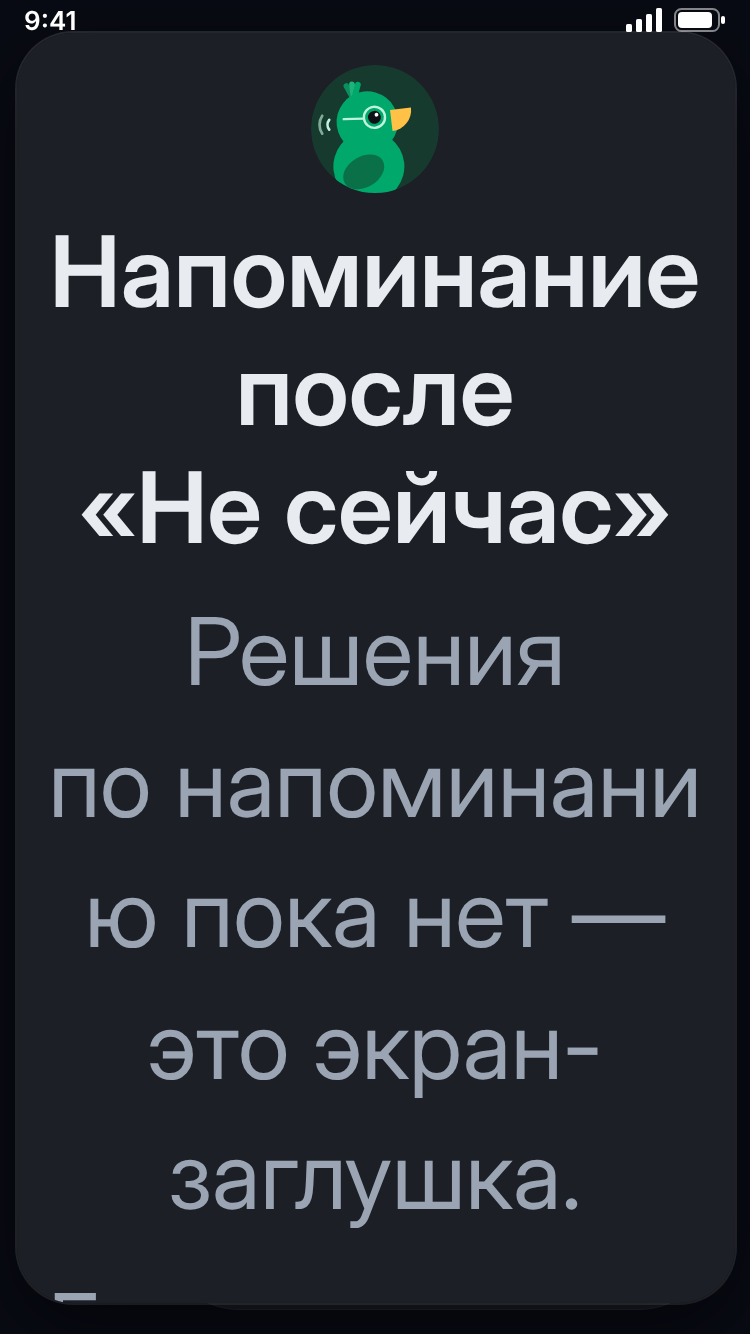 9:41
Напоминание
после
«Не сейчас»
Решения
по напоминани
ю пока нет —
это экран-
заглушка.